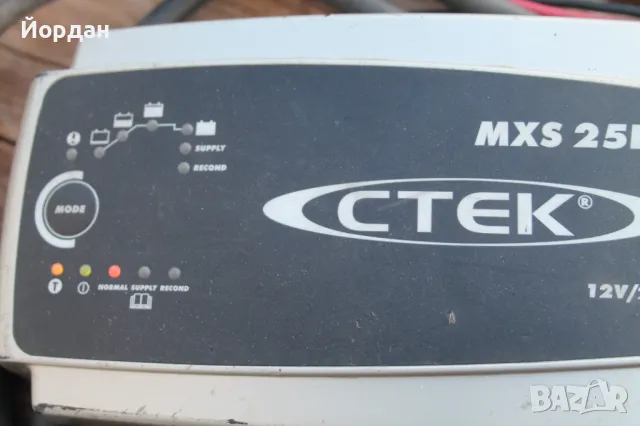 Йордан
MXS 25
SUPPLY
RECOND
MODE
CTEK®
T
NORMAL SUPPLY RECOND
12V/
BAZAR